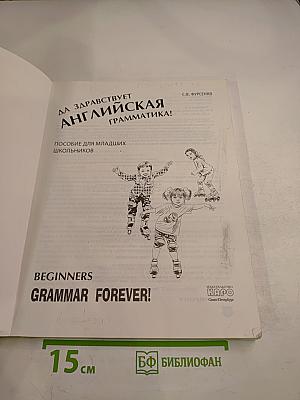 С.В. ФУРСЕНКО
ДА ЗДРАВСТВУЕТ
АНГЛИЙСКАЯ
ГРАММАТИКА!
ПОСОБИЕ ДЛЯ МЛАДШИХ
ШКОЛЬНИКОВ
BEGINNERS
GRAMMAR FOREVER!
ИЗДАТЕЛЬСТВО
КАРО
Санкт-Петербург
15 см
БФ БИБЛИОФАН